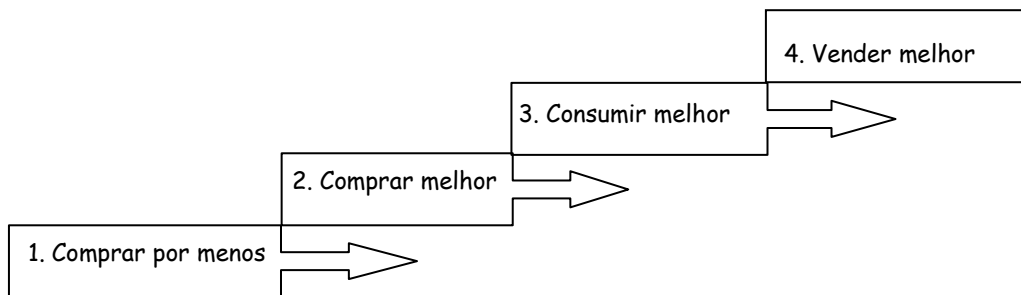 4. Vender melhor
3. Consumir melhor
2. Comprar melhor
1. Comprar por menos